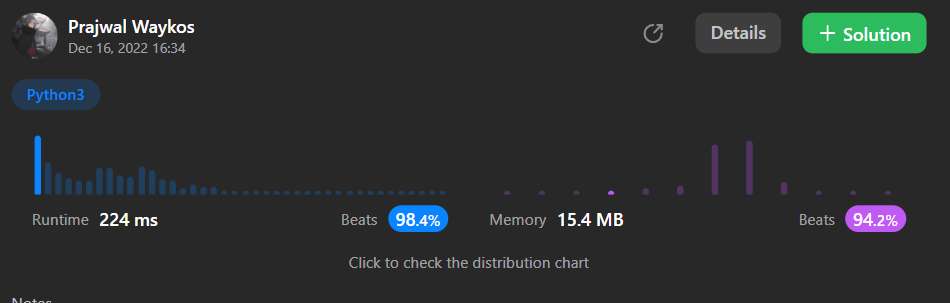 Prajwal Waykos
Dec 16, 2022 16:34
Details
+ Solution
Python3
Runtime 224 ms Beats 98.4% Memory 15.4 MB Beats 94.2%
Click to check the distribution chart
Notes